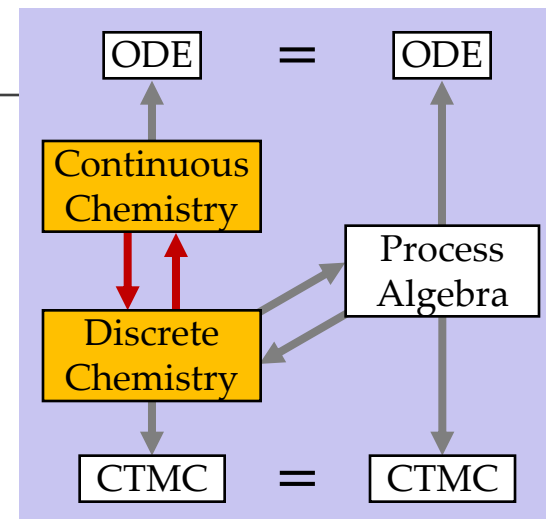 ODE = ODE
Continuous
Chemistry
Process
Algebra
Discrete
Chemistry
CTMC = CTMC